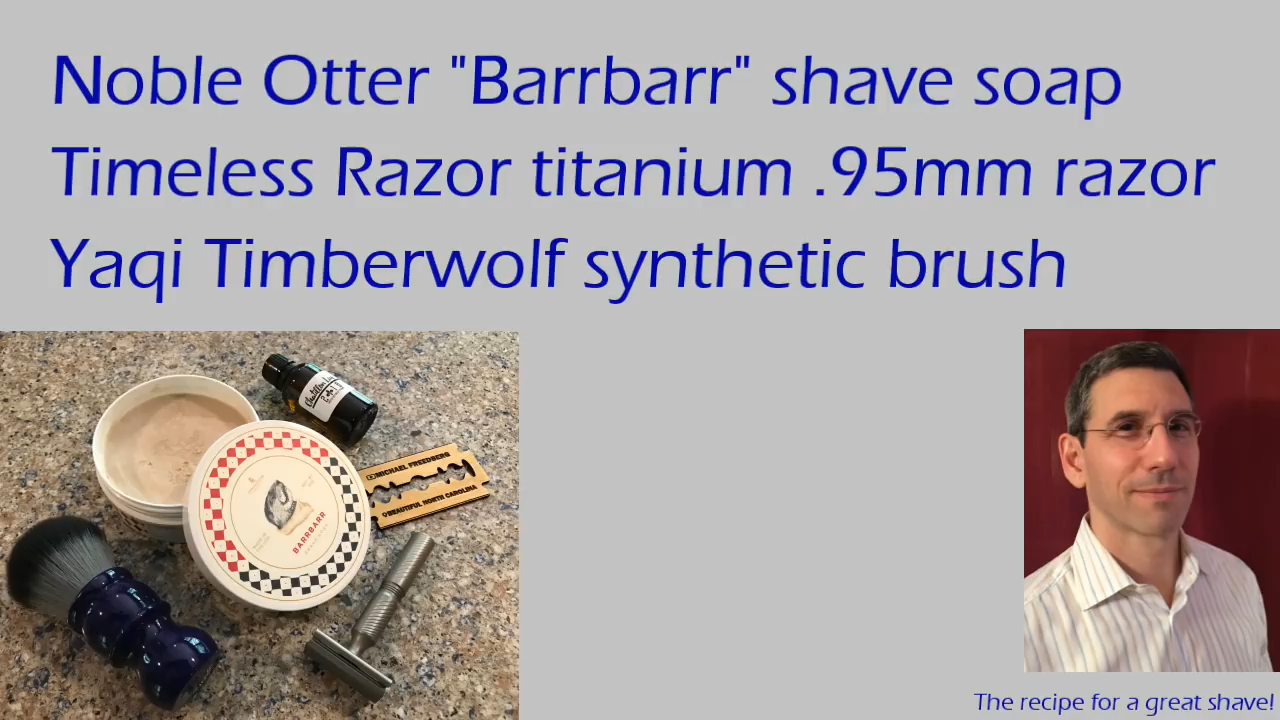 Noble Otter "Barrbarr" shave soap
Timeless Razor titanium .95mm razor
Yaqi Timberwolf synthetic brush
MICHAEL FREEDBERG
BEAUTIFUL NORTH CAROLINA
BARRBARR
The recipe for a great shave!